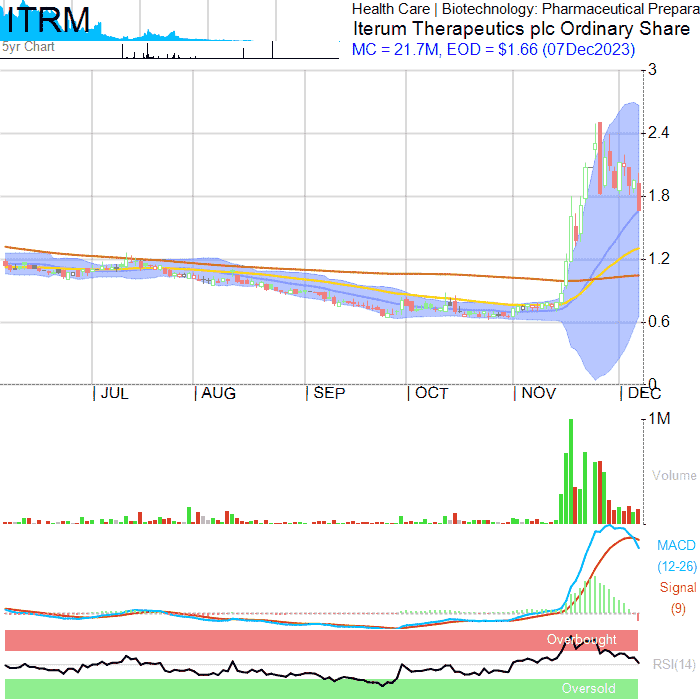 ITRM
5yr Chart
Health Care | Biotechnology: Pharmaceutical Prepara
Iterum Therapeutics plc Ordinary Share
MC = 21.7M, EOD = $1.66 (07Dec2023)
3
2.4
1.8
1.2
0.6
0
JUL AUG SEP OCT NOV DEC
1M
Volume
MACD
(12-26)
Signal
(9)
Overbought
RSI(14)
Oversold